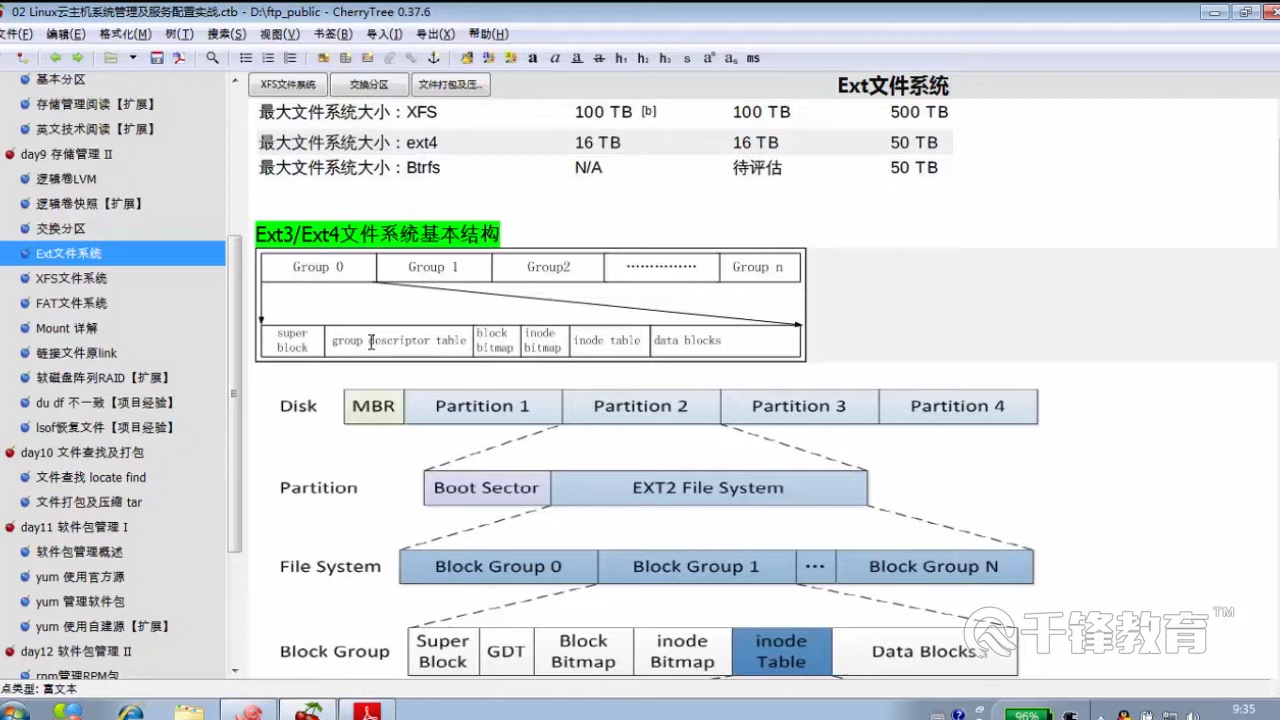 02 Linux云主机系统管理及服务配置实战.ctb - D:\ftp_public - CherryTree 0.37.6
文件(F) 编辑(E) 格式化(M) 树(T) 搜索(S) 视图(V) 书签(B) 导入(I) 导出(X) 帮助(H)
a a a a h₁ h₂ h₃ s aˢ aₛ ms
基本分区
存储管理阅读【扩展】
英文技术阅读【扩展】
day9 存储管理 II
逻辑卷LVM
逻辑卷快照【扩展】
交换分区
Ext文件系统
XFS文件系统
FAT文件系统
Mount 详解
链接文件原link
软磁盘阵列RAID【扩展】
du df 不一致【项目经验】
lsof恢复文件【项目经验】
day10 文件查找及打包
文件查找 locate find
文件打包及压缩 tar
day11 软件包管理 I
软件包管理概述
yum 使用官方源
yum 管理软件包
yum 使用自建源【扩展】
day12 软件包管理 II
rpm管理RPM包
XFS文件系统 交换分区 文件打包及压... Ext文件系统
最大文件系统大小：XFS 100 TB [b] 100 TB 500 TB
最大文件系统大小：ext4 16 TB 16 TB 50 TB
最大文件系统大小：Btrfs N/A 待评估 50 TB
Ext3/Ext4文件系统基本结构
Group 0 Group 1 Group2 ·············· Group n
super block group descriptor table block bitmap inode bitmap inode table data blocks
Disk MBR Partition 1 Partition 2 Partition 3 Partition 4
Partition Boot Sector EXT2 File System
File System Block Group 0 Block Group 1 ··· Block Group N
Block Group Super Block GDT Block Bitmap inode Bitmap inode Table Data Blocks
千锋教育™
点类型: 富文本
96%
9:35